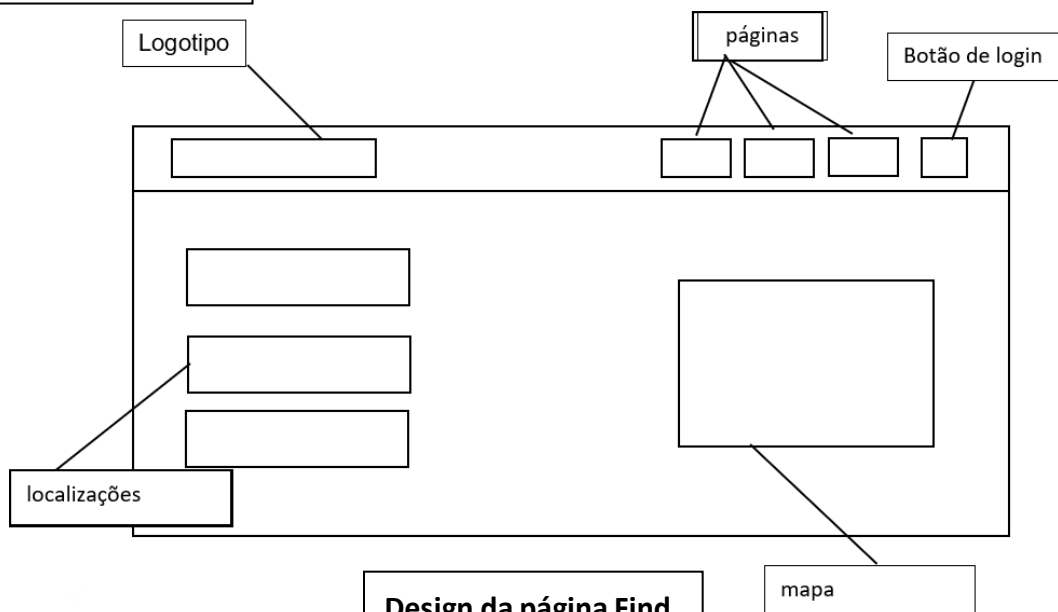 Logotipo
páginas
Botão de login
localizações
mapa
Design da página Find